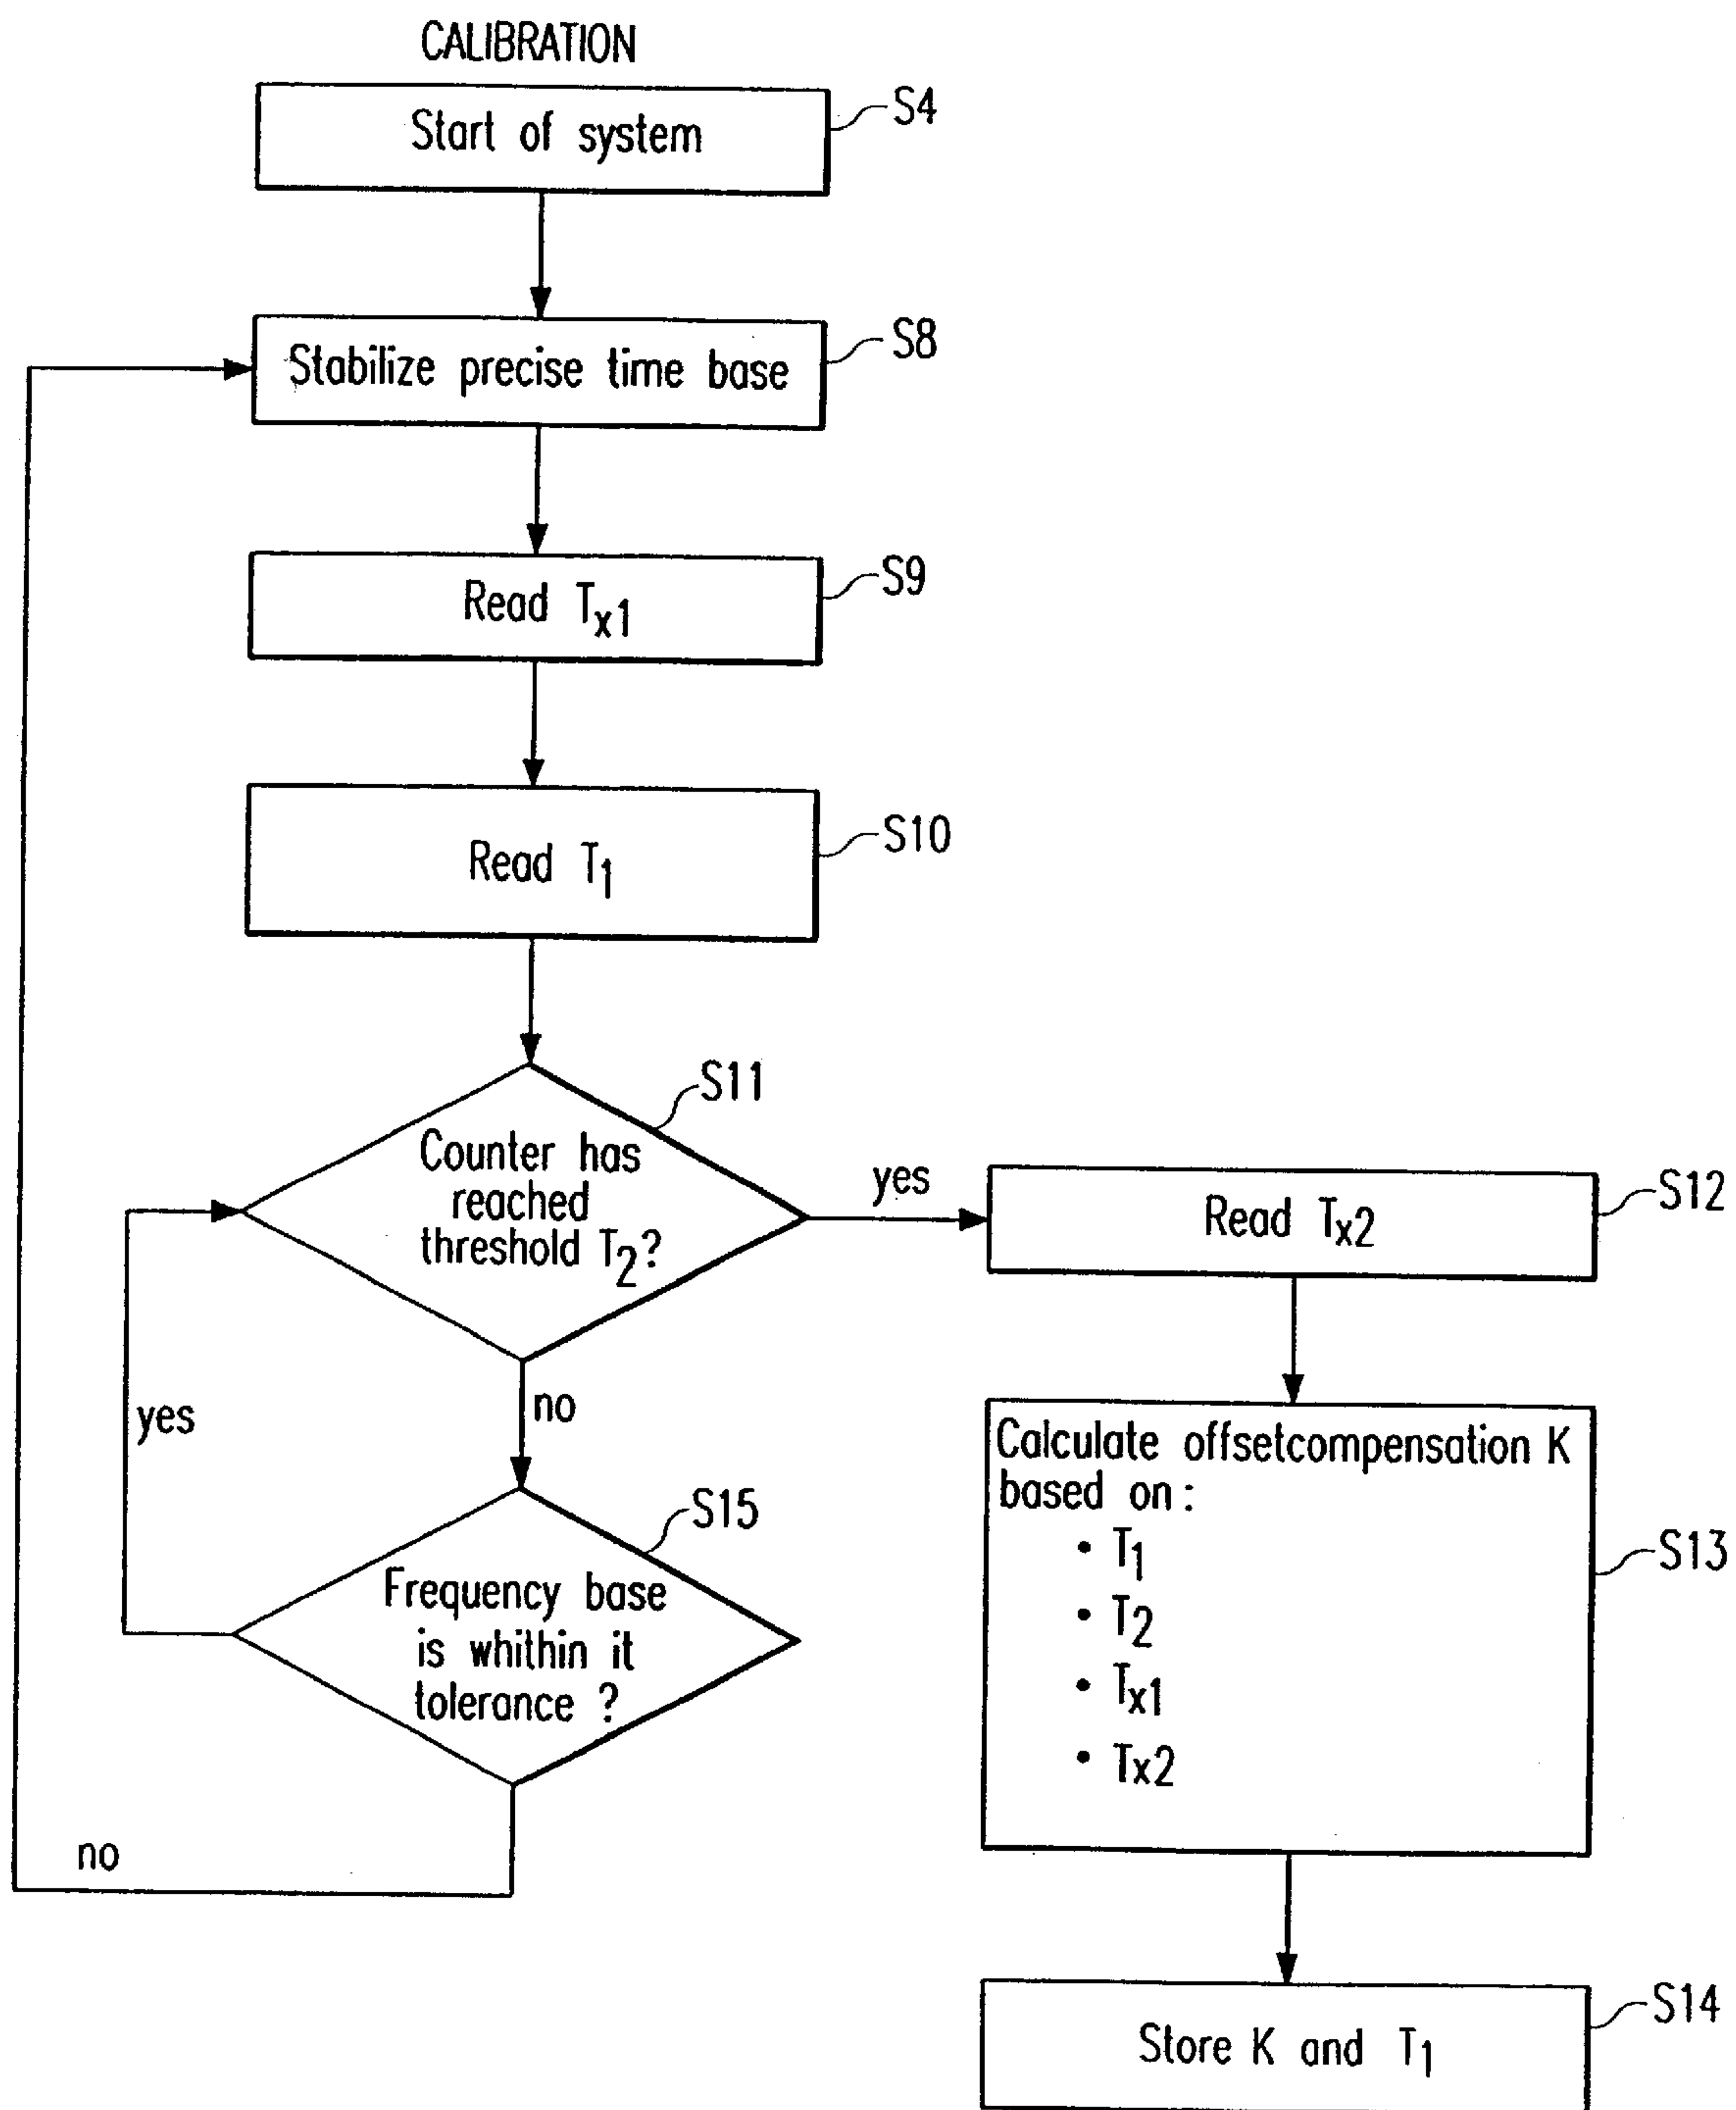 CALIBRATION
Start of system
S4
Stabilize precise time base
S8
Read Tx1
S9
Read T1
S10
Counter has
reached
threshold T2?
S11
yes
no
Read Tx2
S12
Calculate offsetcompensation K
based on:
• T1
• T2
• Tx1
• Tx2
S13
Frequency base
is whithin it
tolerance ?
S15
yes
no
Store K and T1
S14